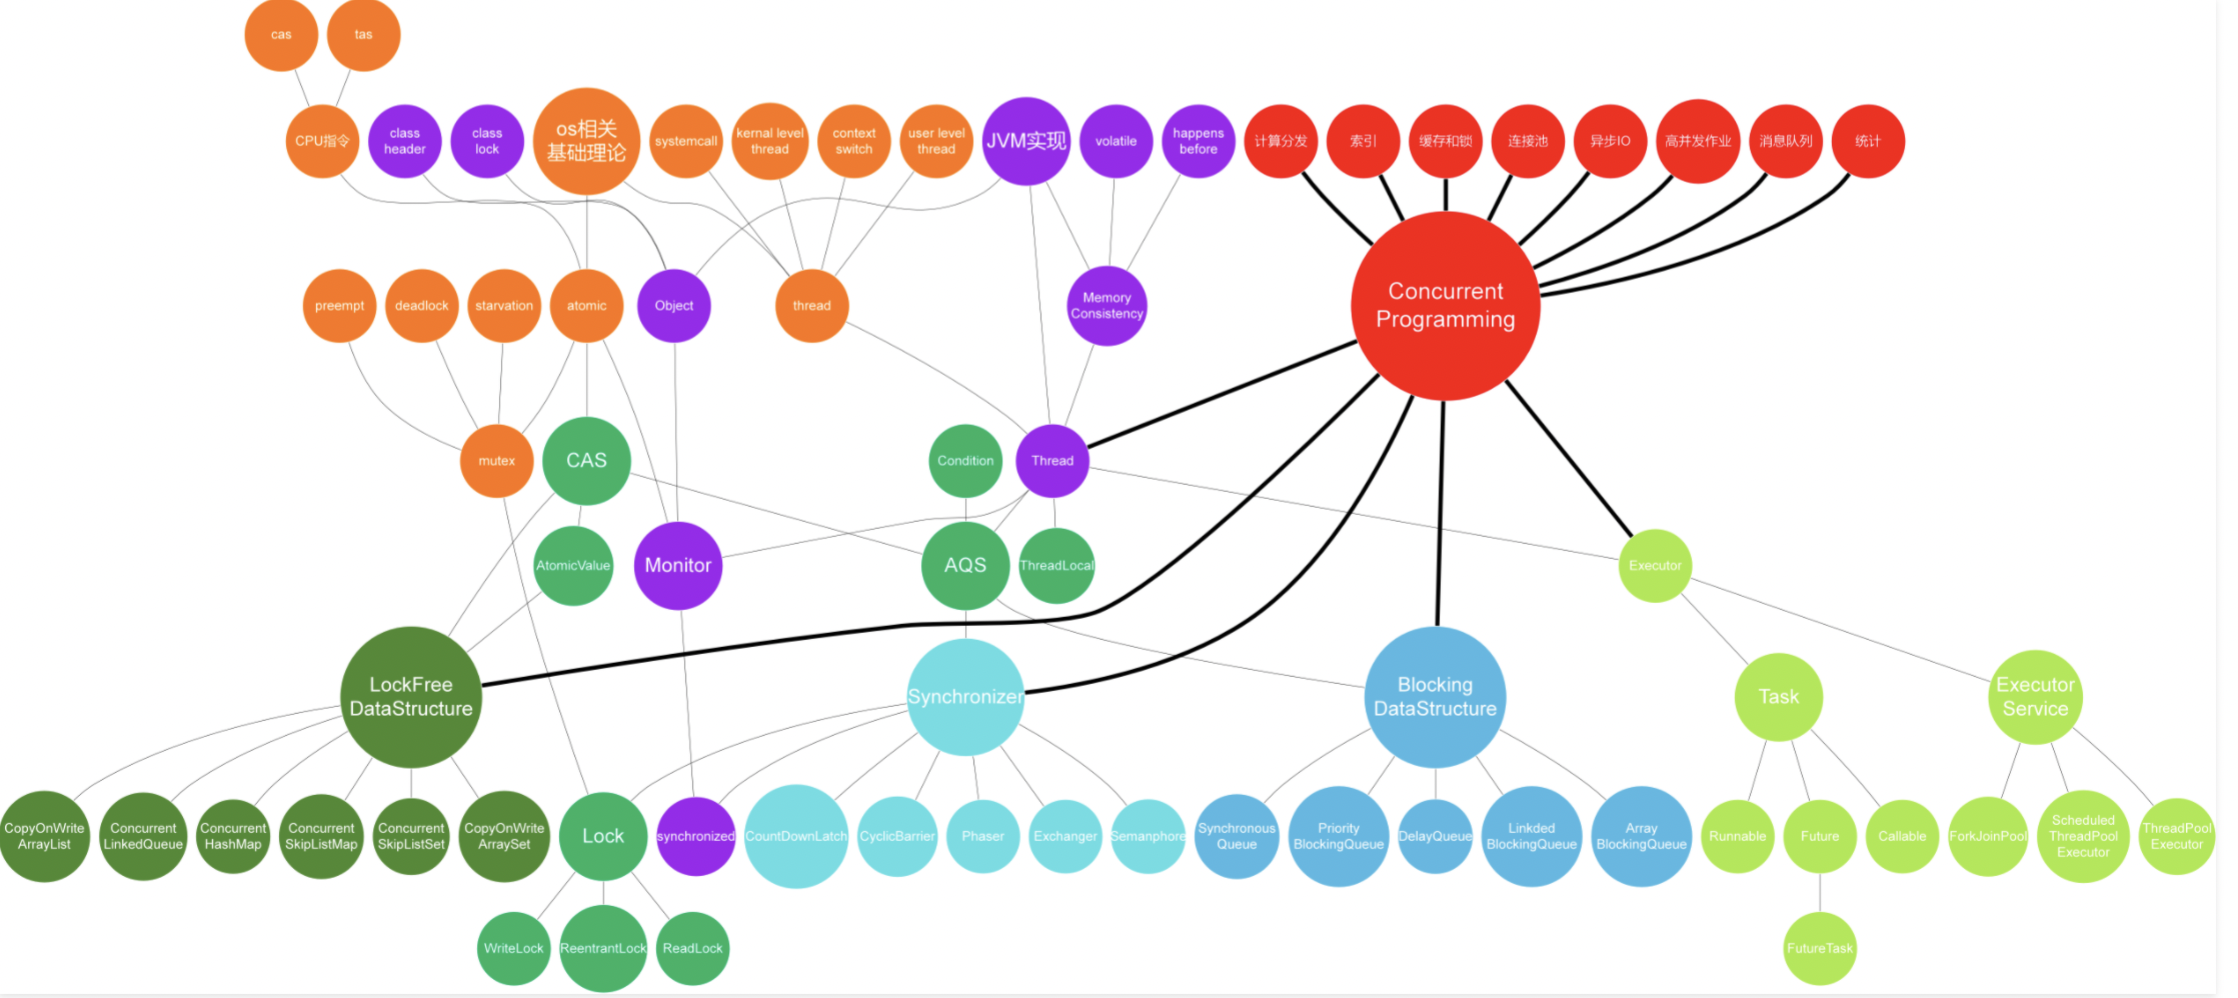 cas
tas
CPU指令
class
header
class
lock
os相关
基础理论
systemcall
kernal level
thread
context
switch
user level
thread
JVM实现
volatile
happens
before
计算分发
索引
缓存和锁
连接池
异步IO
高并发作业
消息队列
统计
preempt
deadlock
starvation
atomic
Object
thread
Memory
Consistency
Concurrent
Programming
mutex
CAS
Condition
Thread
AtomicValue
Monitor
AQS
ThreadLocal
Executor
LockFree
DataStructure
Synchronizer
Blocking
DataStructure
Task
Executor
Service
CopyOnWrite
ArrayList
Concurrent
LinkedQueue
Concurrent
HashMap
Concurrent
SkipListMap
Concurrent
SkipListSet
CopyOnWrite
ArraySet
Lock
synchronized
CountDownLatch
CyclicBarrier
Phaser
Exchanger
Semanphore
Synchronous
Queue
Priority
BlockingQueue
DelayQueue
Linkded
BlockingQueue
Array
BlockingQueue
Runnable
Future
Callable
ForkJoinPool
Scheduled
ThreadPool
Executor
ThreadPool
Executor
WriteLock
ReentrantLock
ReadLock
FutureTask